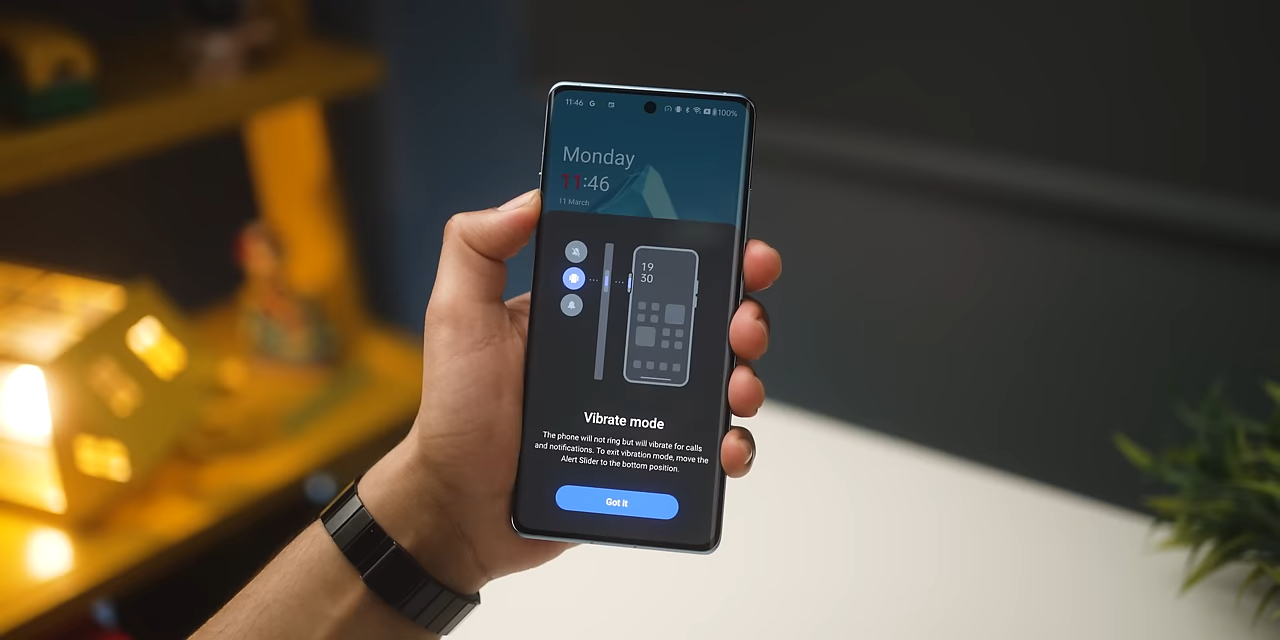 11:46 G 100%
Monday
11:46
11 March
19
30
Vibrate mode
The phone will not ring but will vibrate for calls
and notifications. To exit vibration mode, move the
Alert Slider to the bottom position.
Got it